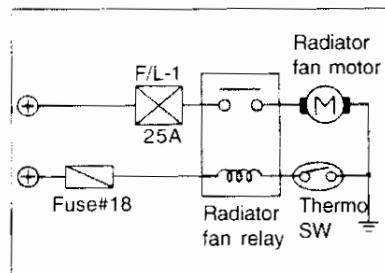 Radiator
fan motor
F/L-1
M
25A
Fuse#18
Radiator
fan relay
Thermo
SW